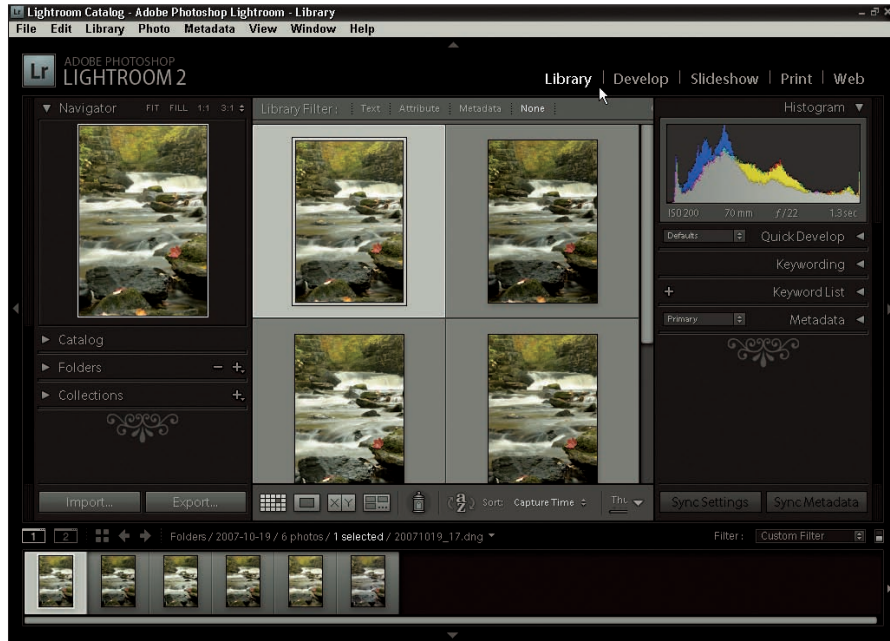 Lr Lightroom Catalog - Adobe Photoshop Lightroom - Library
File Edit Library Photo Metadata View Window Help
Lr
ADOBE PHOTOSHOP
LIGHTROOM 2
Library | Develop | Slideshow | Print | Web
Navigator FIT FILL 1:1 3:1
Library Filter : Text Attribute Metadata None
Histogram
ISO 200 70 mm f / 22 1.3 sec
Defaults Quick Develop
Keywording
+ Keyword List
Primary Metadata
Catalog
Folders - +
Collections +
Import... Export...
XY
a z Sort: Capture Time
Sync Settings Sync Metadata
1 2 Folders / 2007-10-19 / 6 photos / 1 selected / 20071019_17.dng
Filter : Custom Filter